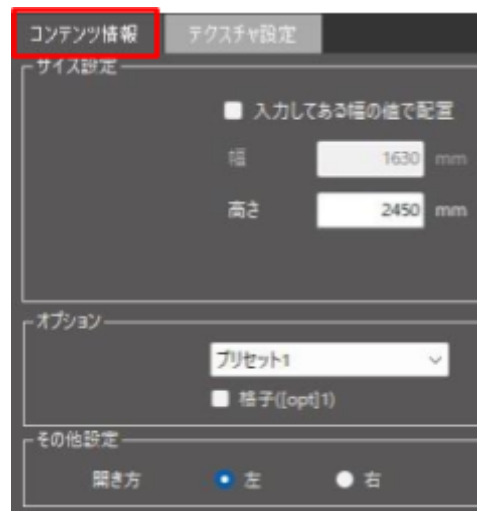 コンテンツ情報 テクスチャ設定
サイズ設定
入力してある幅の値で配置
幅 1630 mm
高さ 2450 mm
オプション
プリセット1
格子([opt]1)
その他設定
開き方 左 右